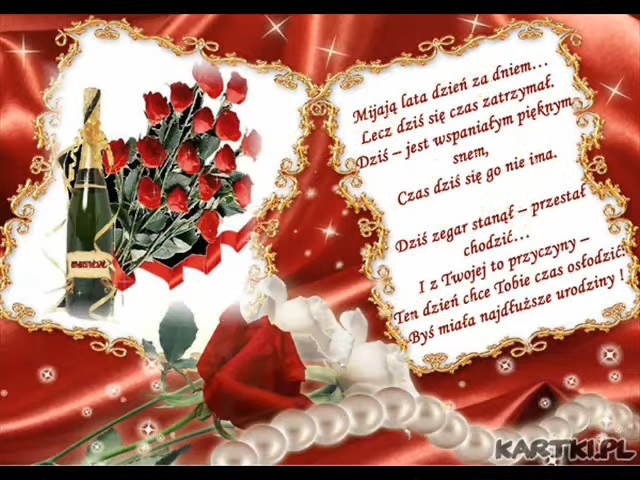 Mijają lata dzień za dniem...
Lecz dziś się czas zatrzymał.
Dziś – jest wspaniałym pięknym
snem,
Czas dziś się go nie ima.
Dziś zegar stanął – przestał
chodzić...
I z Twojej to przyczyny –
Ten dzień chce Tobie czas osłodzić.
Byś miała najdłuższe urodziny !
KARTKI.PL